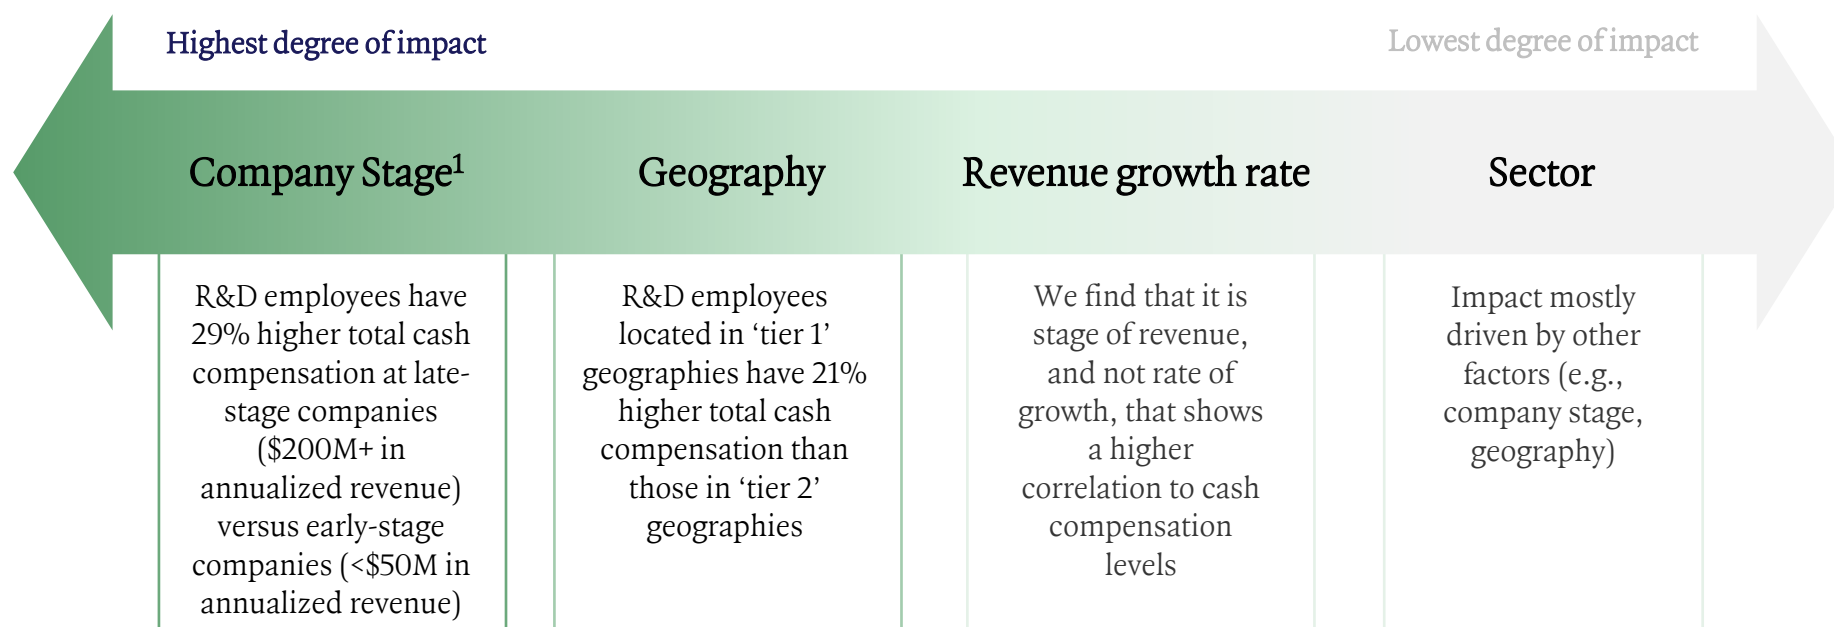 Highest degree of impact
Lowest degree of impact
Company Stage¹
Geography
Revenue growth rate
Sector
R&D employees have
29% higher total cash
compensation at late-
stage companies
($200M+ in
annualized revenue)
versus early-stage
companies (<$50M in
annualized revenue)
R&D employees
located in ‘tier 1’
geographies have 21%
higher total cash
compensation than
those in ‘tier 2’
geographies
We find that it is
stage of revenue,
and not rate of
growth, that shows
a higher
correlation to cash
compensation
levels
Impact mostly
driven by other
factors (e.g.,
company stage,
geography)